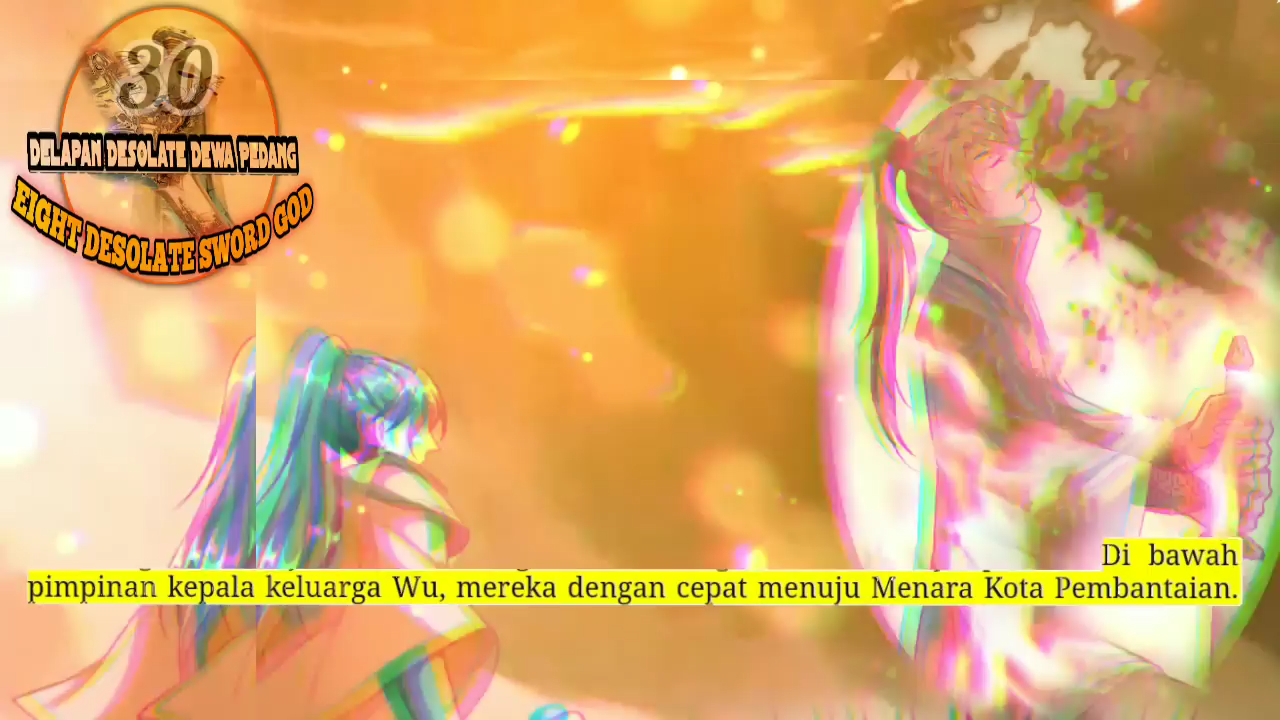 30
DELAPAN DESOLATE DEWA PEDANG
EIGHT DESOLATE SWORD GOD
Di bawah
pimpinan kepala keluarga Wu, mereka dengan cepat menuju Menara Kota Pembantaian.